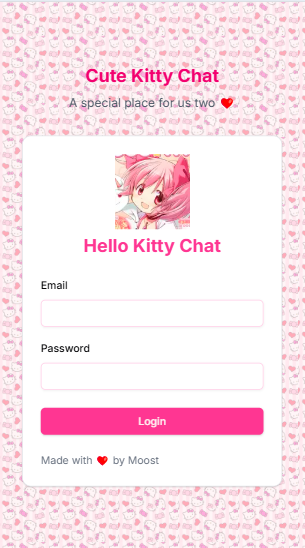 Cute Kitty Chat
A special place for us two ❤️
Hello Kitty Chat
Email
Password
Login
Made with ❤️ by Moost